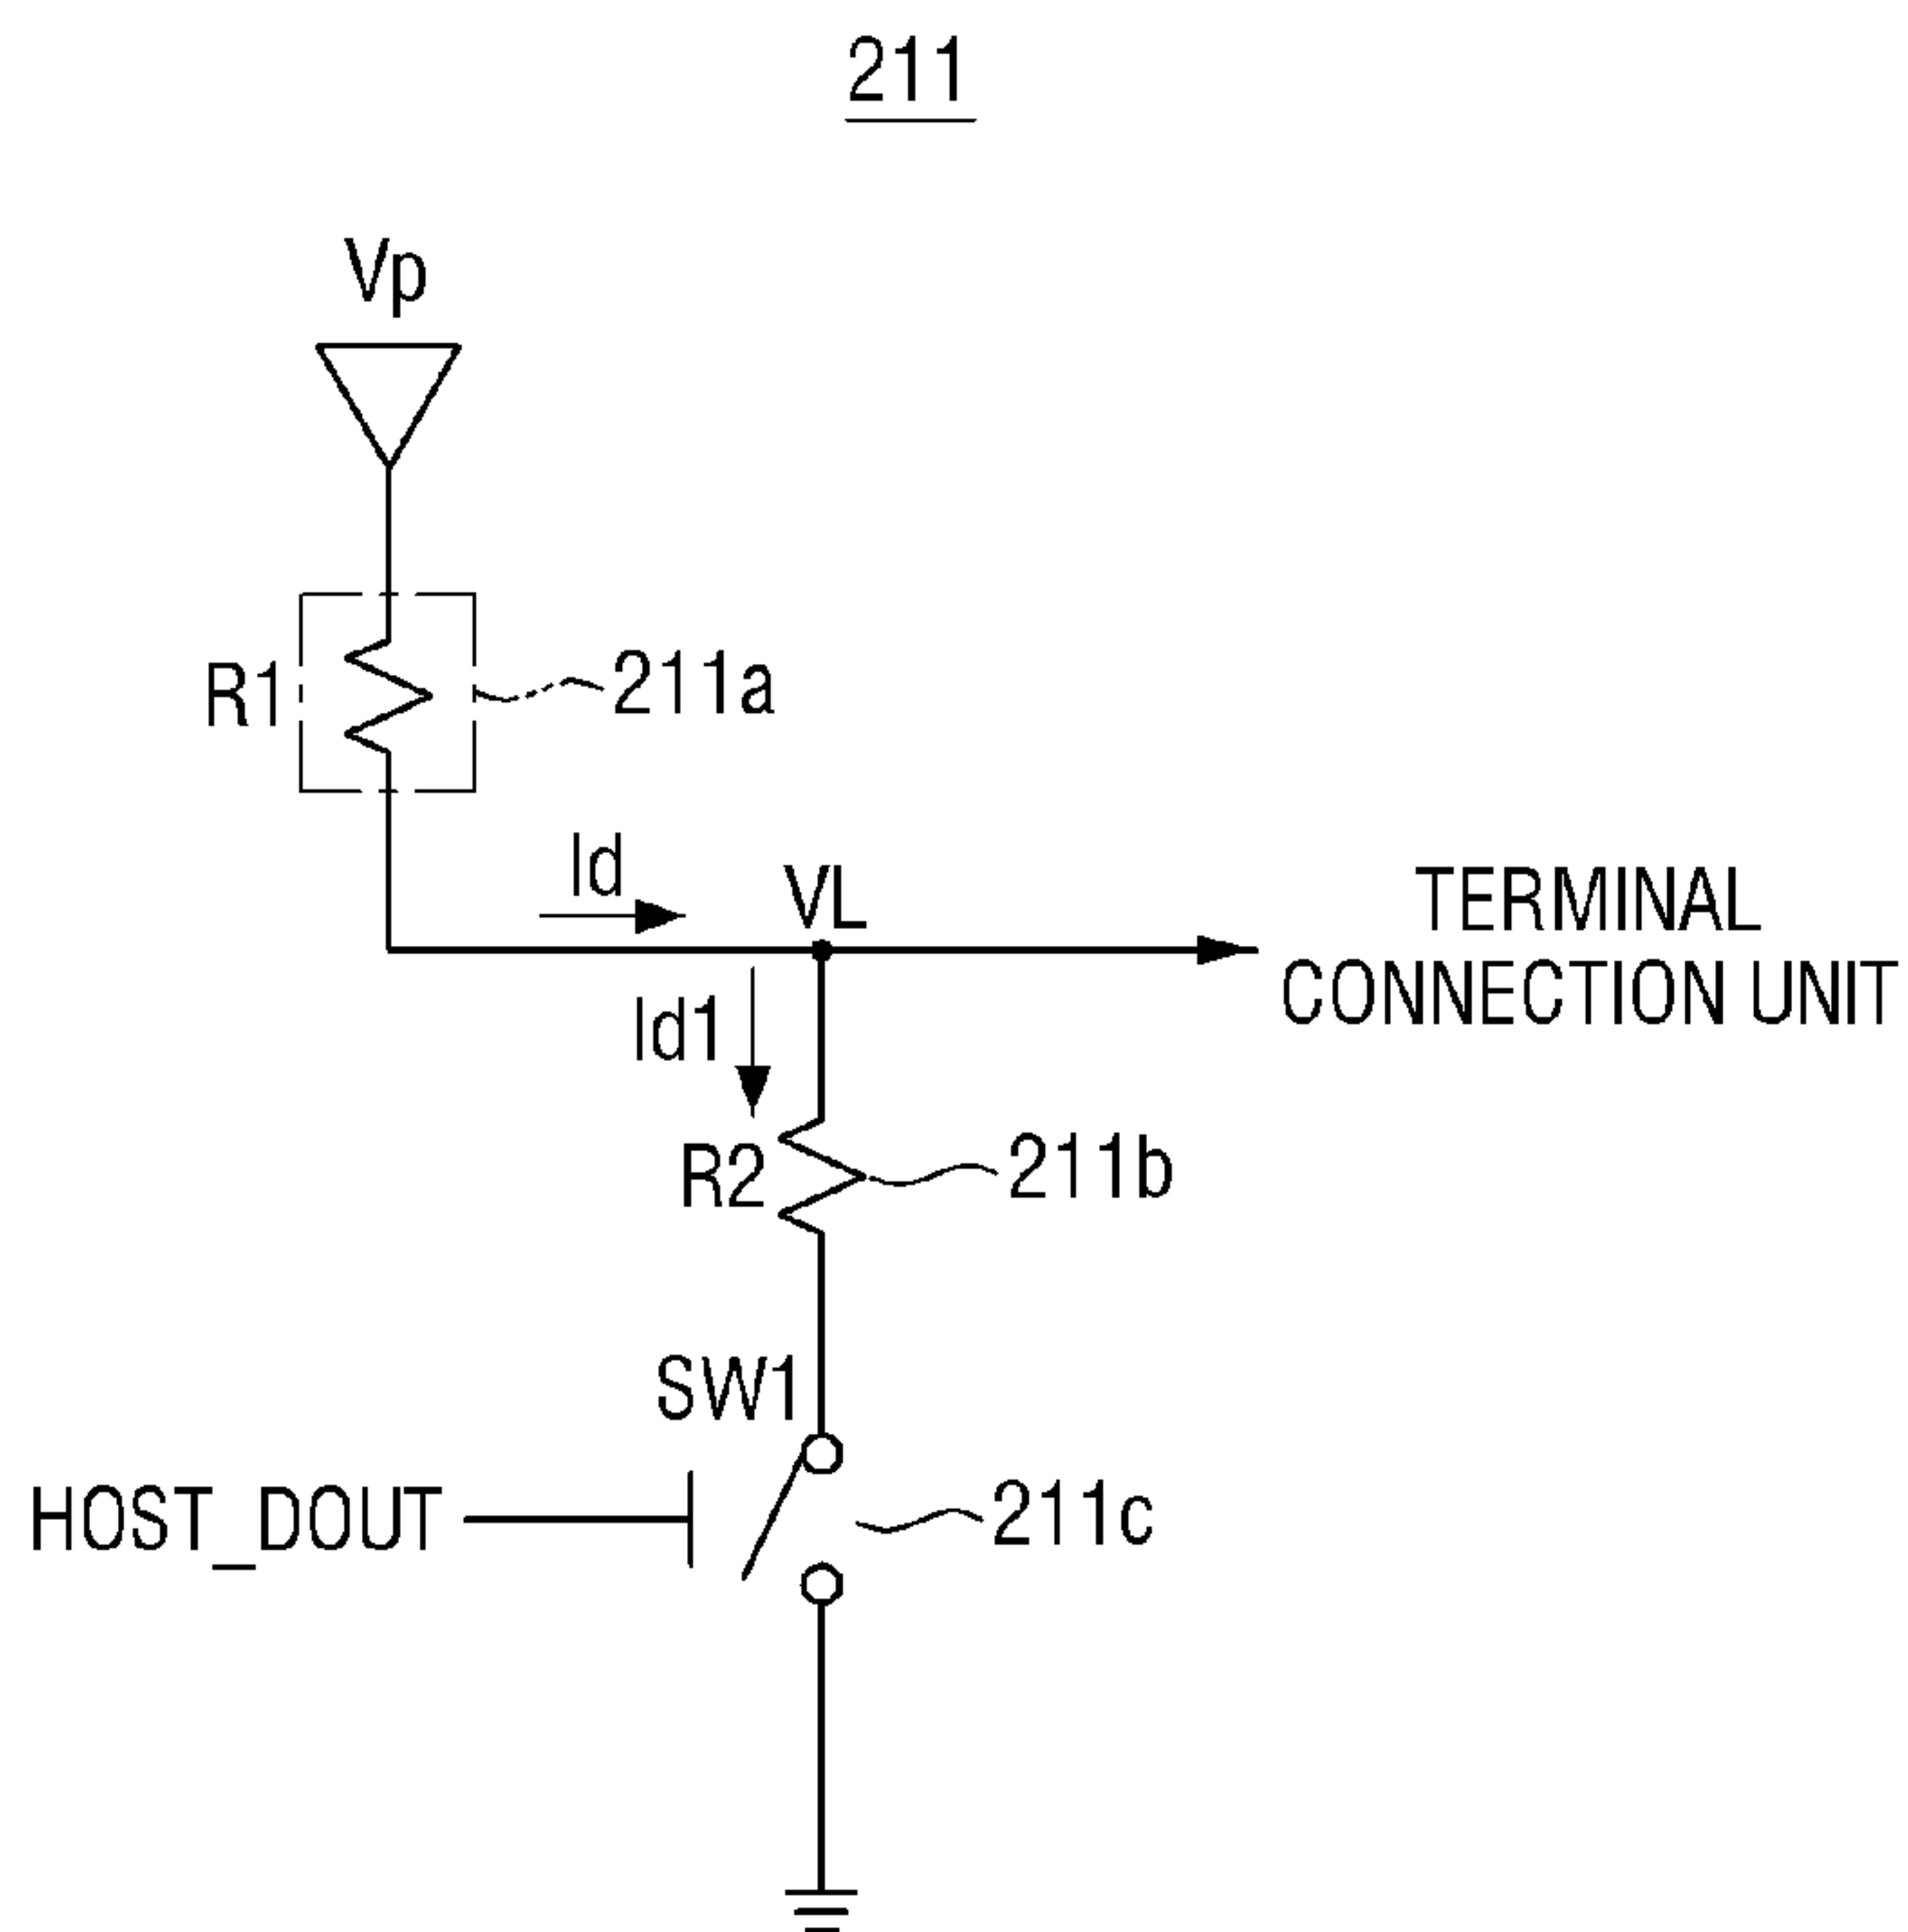 211
Vp
R1
211a
Id
VL
TERMINAL
CONNECTION UNIT
Id1
R2
211b
SW1
HOST_DOUT
211c